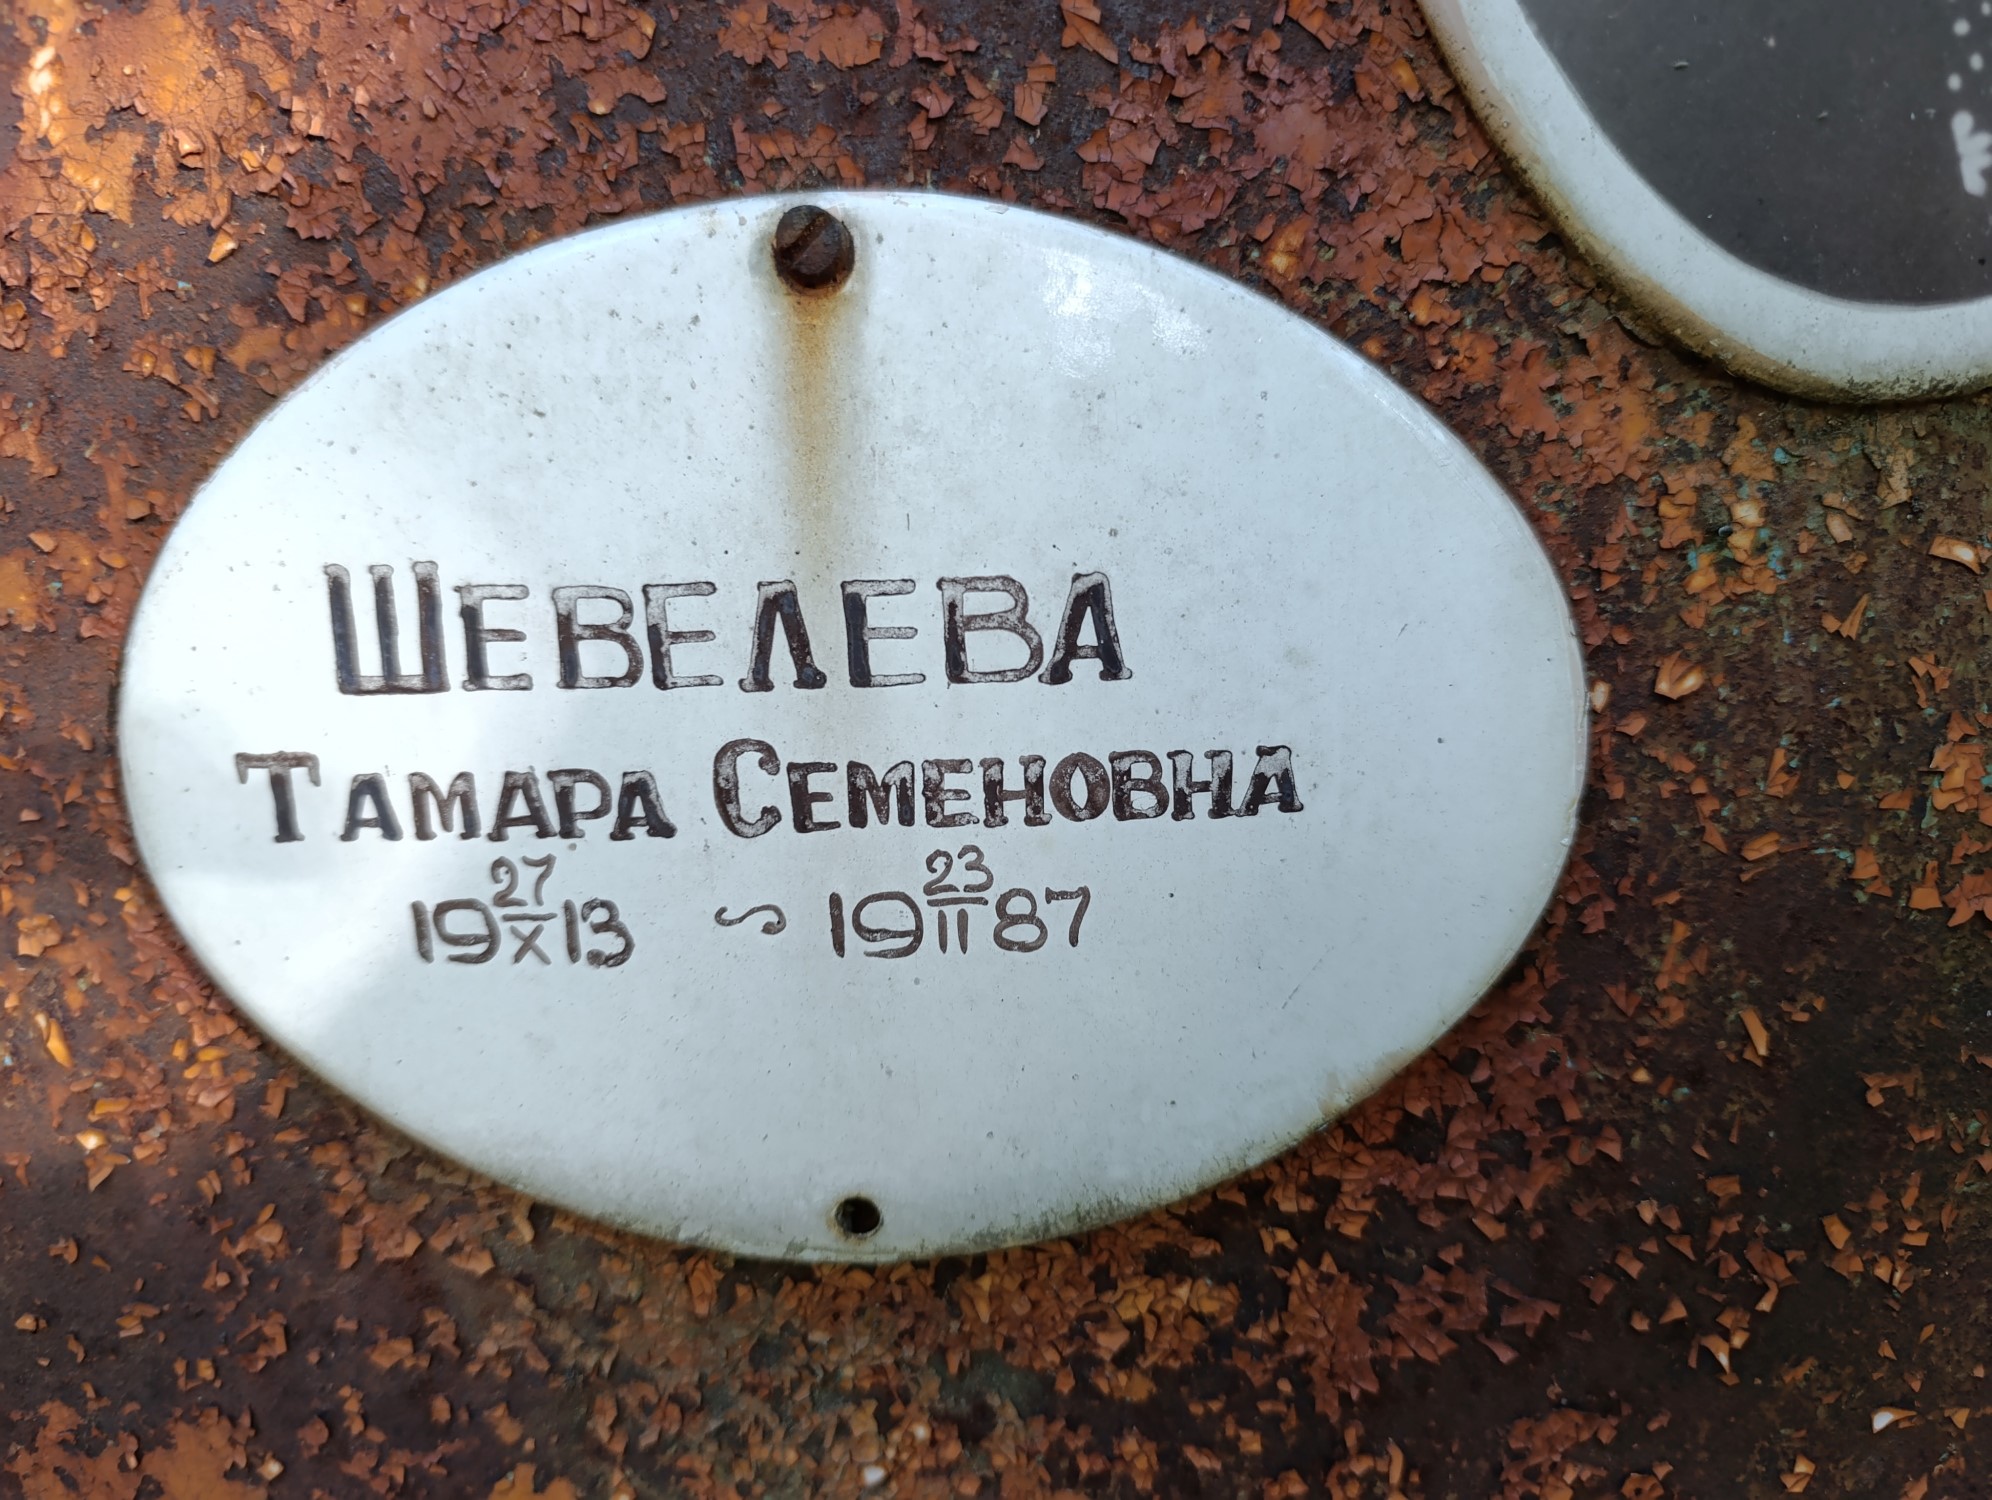 ШЕВЕЛЕВА
ТАМАРА СЕМЕНОВНА
19 27/X 13 ~ 19 23/II 87